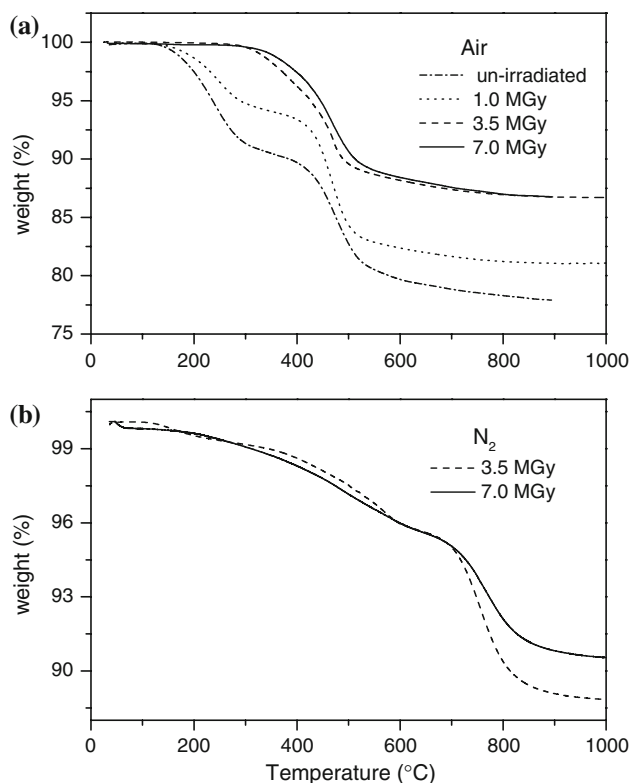 (a)
100
95
90
85
80
75
weight (%)
Air
un-irradiated
1.0 MGy
3.5 MGy
7.0 MGy
0 200 400 600 800 1000
(b)
99
96
93
90
weight (%)
N₂
3.5 MGy
7.0 MGy
0 200 400 600 800 1000
Temperature (°C)